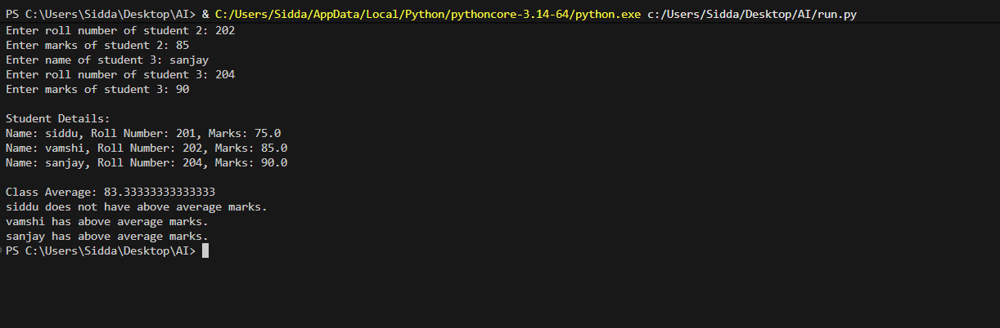 PS C:\Users\Sidda\Desktop\AI> & C:/Users/Sidda/AppData/Local/Python/pythoncore-3.14-64/python.exe c:/Users/Sidda/Desktop/AI/run.py
Enter roll number of student 2: 202
Enter marks of student 2: 85
Enter name of student 3: sanjay
Enter roll number of student 3: 204
Enter marks of student 3: 90

Student Details:
Name: siddu, Roll Number: 201, Marks: 75.0
Name: vamshi, Roll Number: 202, Marks: 85.0
Name: sanjay, Roll Number: 204, Marks: 90.0

Class Average: 83.33333333333333
siddu does not have above average marks.
vamshi has above average marks.
sanjay has above average marks.
PS C:\Users\Sidda\Desktop\AI>